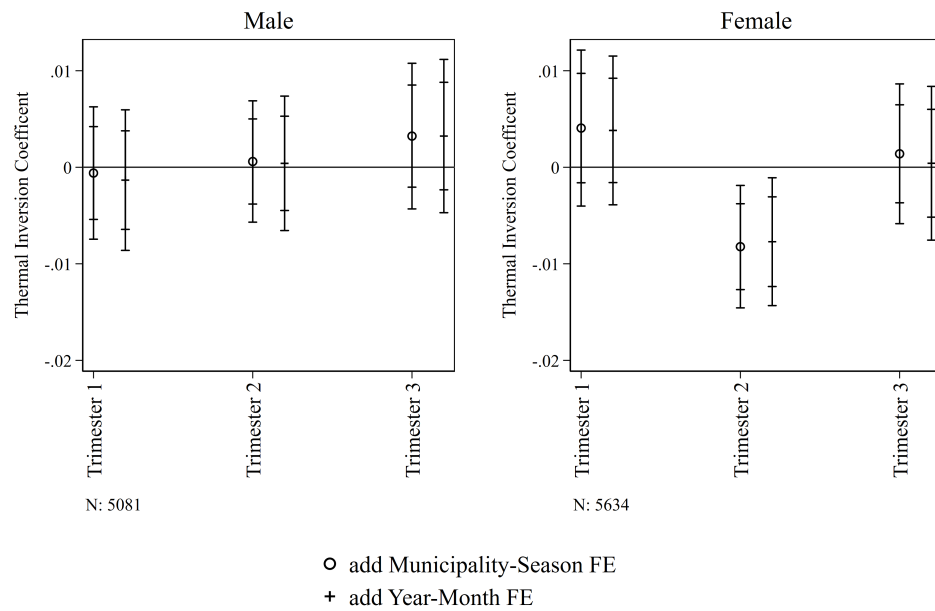 Male
Thermal Inversion Coefficent
.01
0
-.01
-.02
Trimester 1
Trimester 2
Trimester 3
N: 5081
Female
Thermal Inversion Coefficent
.01
0
-.01
-.02
Trimester 1
Trimester 2
Trimester 3
N: 5634
add Municipality-Season FE
add Year-Month FE